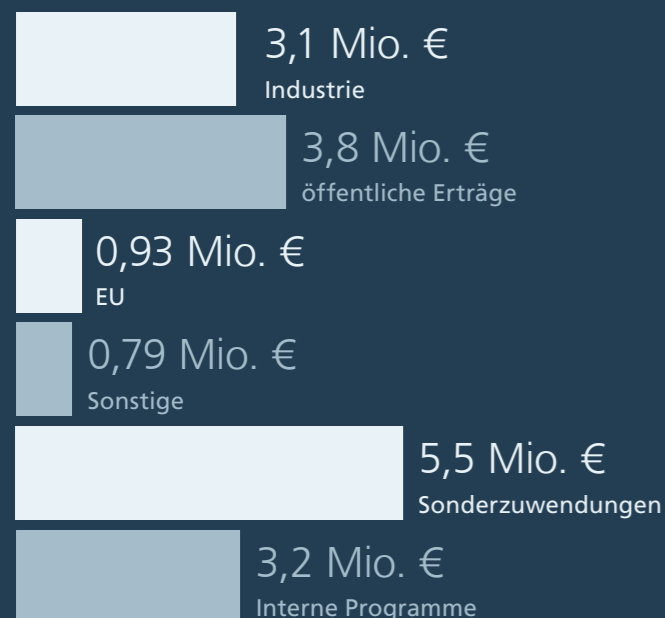 3,1 Mio. €
Industrie
3,8 Mio. €
öffentliche Erträge
0,93 Mio. €
EU
0,79 Mio. €
Sonstige
5,5 Mio. €
Sonderzuwendungen
3,2 Mio. €
Interne Programme